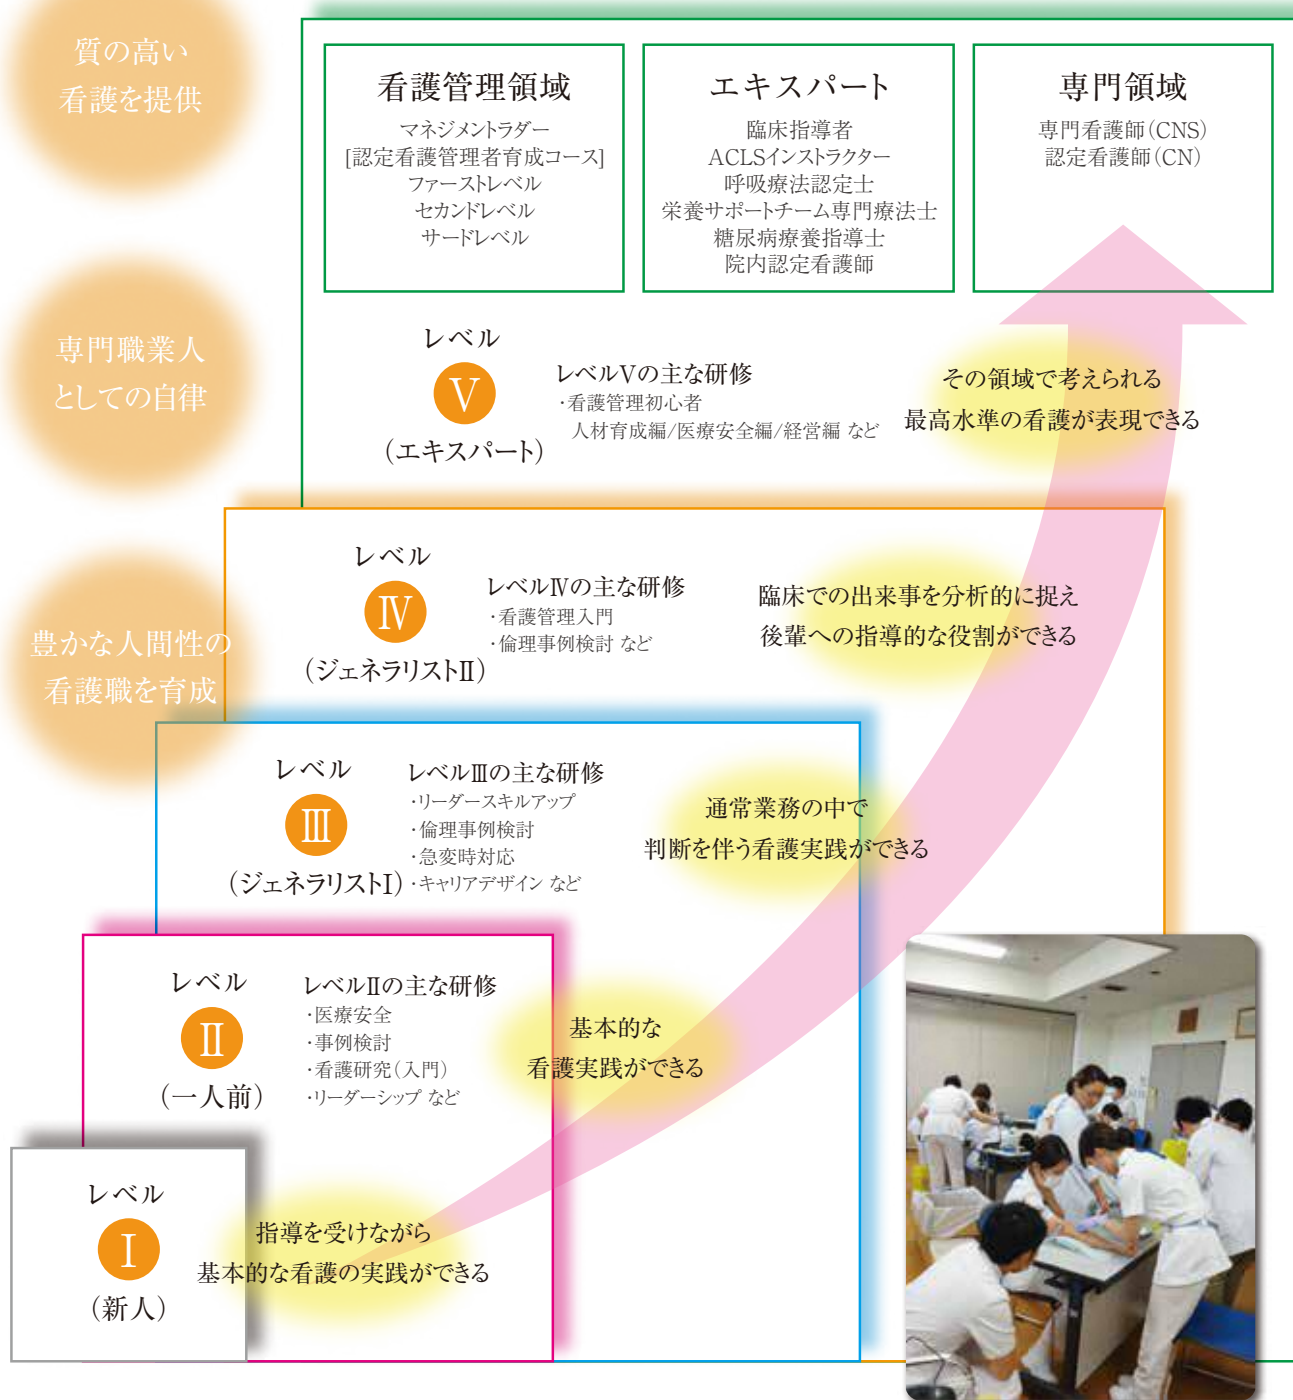 質の高い
看護を提供
専門職業人
としての自律
豊かな人間性の
看護職を育成
看護管理領域
マネジメントラダー
[認定看護管理者育成コース]
ファーストレベル
セカンドレベル
サードレベル
エキスパート
臨床指導者
ACLSインストラクター
呼吸療法認定士
栄養サポートチーム専門療法士
糖尿病療養指導士
院内認定看護師
専門領域
専門看護師(CNS)
認定看護師(CN)
レベル
Ⅴ
(エキスパート)
レベルⅤの主な研修
・看護管理初心者
人材育成編/医療安全編/経営編 など
その領域で考えられる
最高水準の看護が表現できる
レベル
Ⅳ
(ジェネラリストⅡ)
レベルⅣの主な研修
・看護管理入門
・倫理事例検討 など
臨床での出来事を分析的に捉え
後輩への指導的な役割ができる
レベル
Ⅲ
(ジェネラリストⅠ)
レベルⅢの主な研修
・リーダースキルアップ
・倫理事例検討
・急変時対応
・キャリアデザイン など
通常業務の中で
判断を伴う看護実践ができる
レベル
Ⅱ
(一人前)
レベルⅡの主な研修
・医療安全
・事例検討
・看護研究(入門)
・リーダーシップ など
基本的な
看護実践ができる
レベル
Ⅰ
(新人)
指導を受けながら
基本的な看護の実践ができる